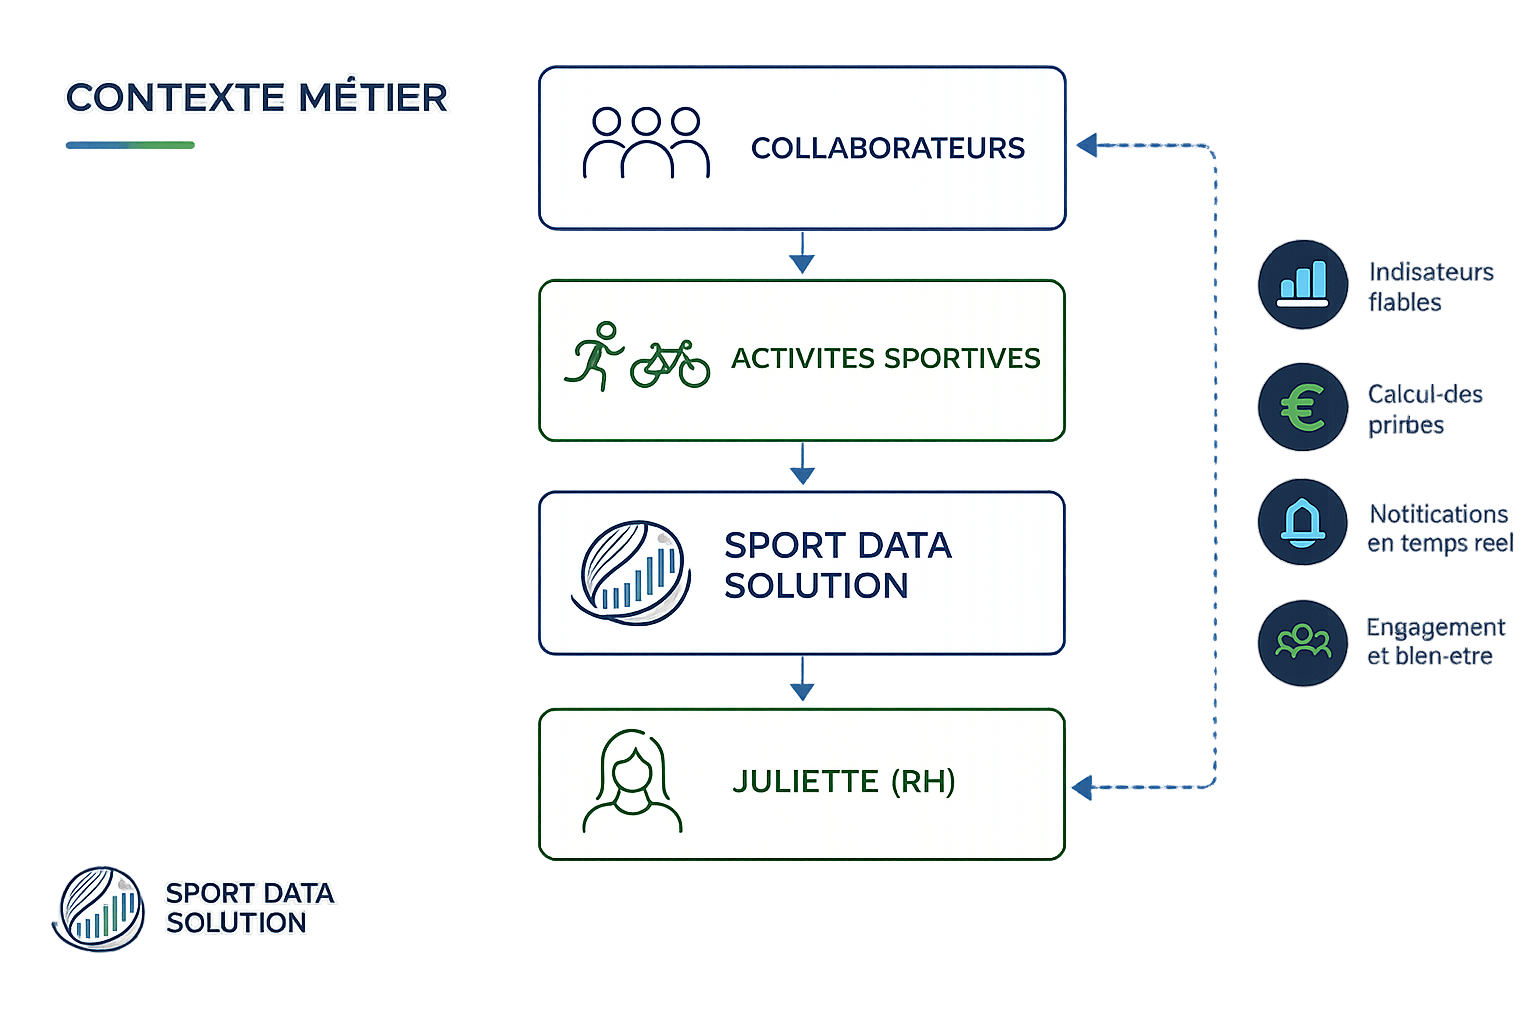 CONTEXTE MÉTIER
COLLABORATEURS
ACTIVITES SPORTIVES
SPORT DATA
SOLUTION
JULIETTE (RH)
Indisateurs
flables
Calcul-des
prirbes
Notitications
en temps reel
Engagement
et blen-etre
SPORT DATA
SOLUTION